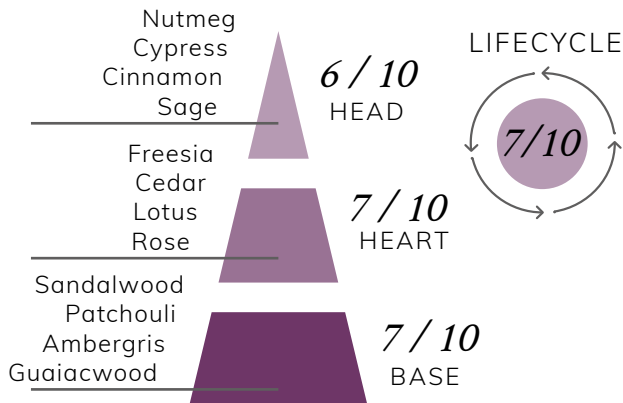 Nutmeg
Cypress
Cinnamon
Sage
6 / 10
HEAD
LIFECYCLE
7/10
Freesia
Cedar
Lotus
Rose
7 / 10
HEART
Sandalwood
Patchouli
Ambergris
Guaiacwood
7 / 10
BASE